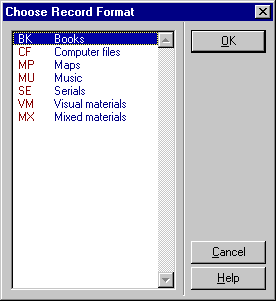 Choose Record Format
BK Books
CF Computer files
MP Maps
MU Music
SE Serials
VM Visual materials
MX Mixed materials
OK
Cancel
Help